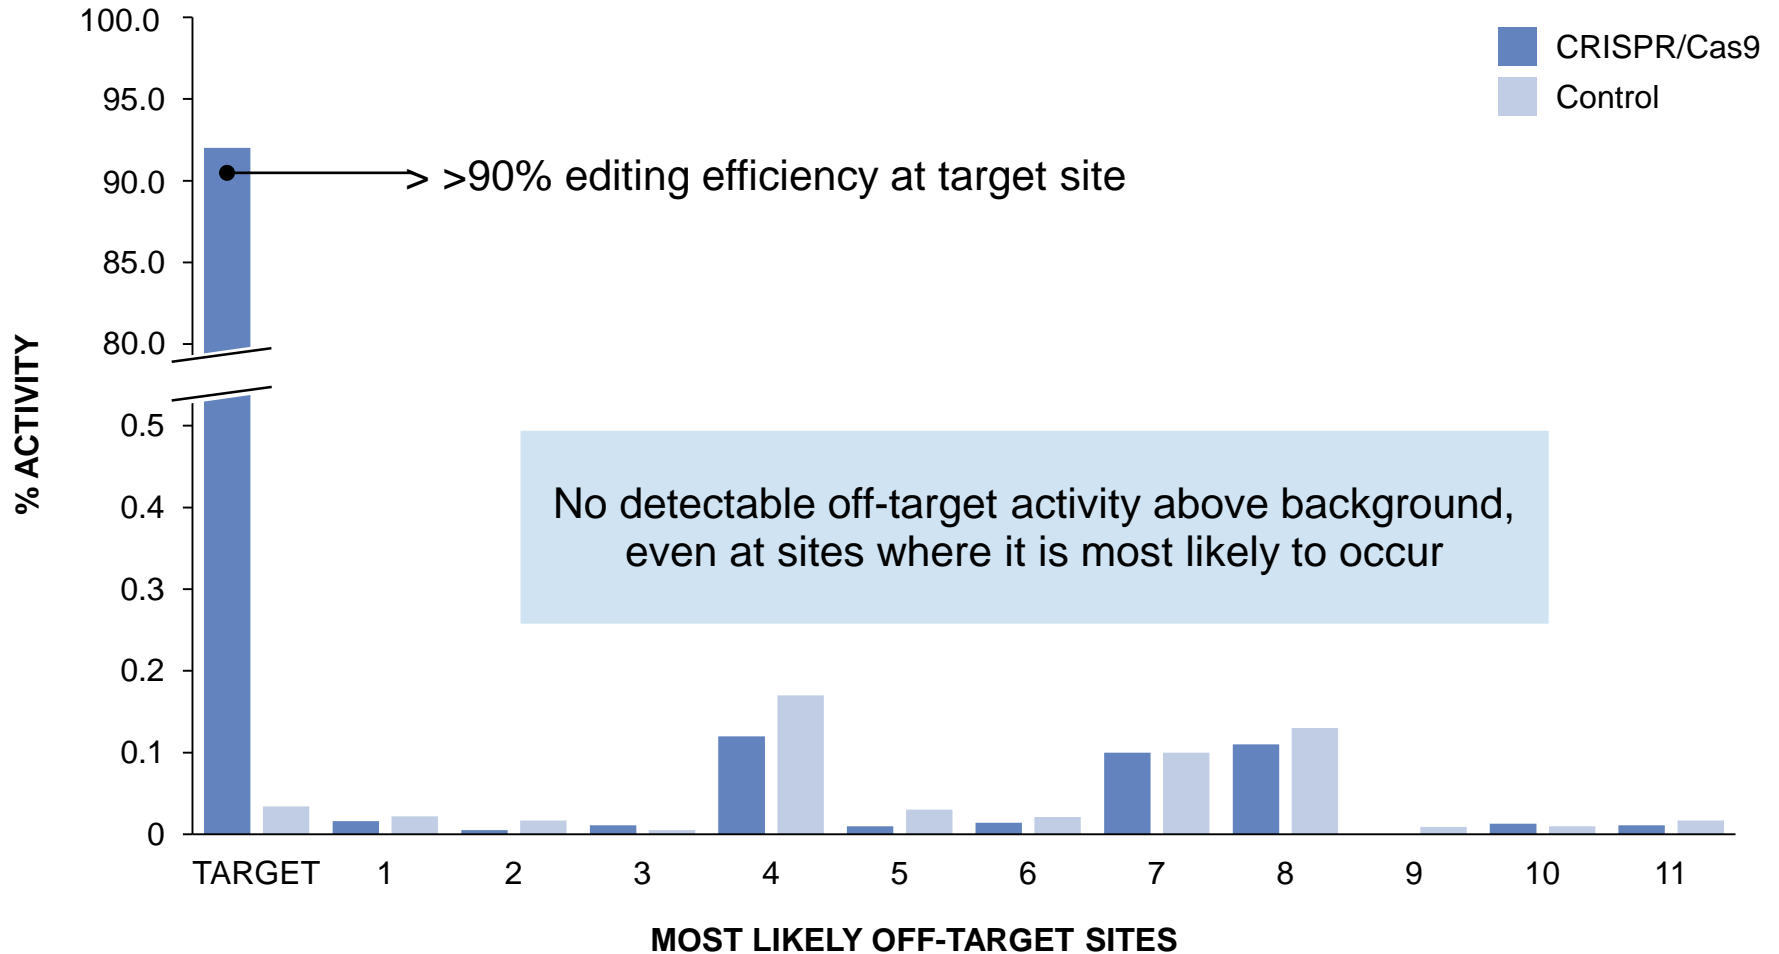 CRISPR/Cas9
Control
100.0
95.0
90.0
85.0
80.0
0.5
0.4
0.3
0.2
0.1
0
% ACTIVITY
>90% editing efficiency at target site
No detectable off-target activity above background,
even at sites where it is most likely to occur
TARGET 1 2 3 4 5 6 7 8 9 10 11
MOST LIKELY OFF-TARGET SITES